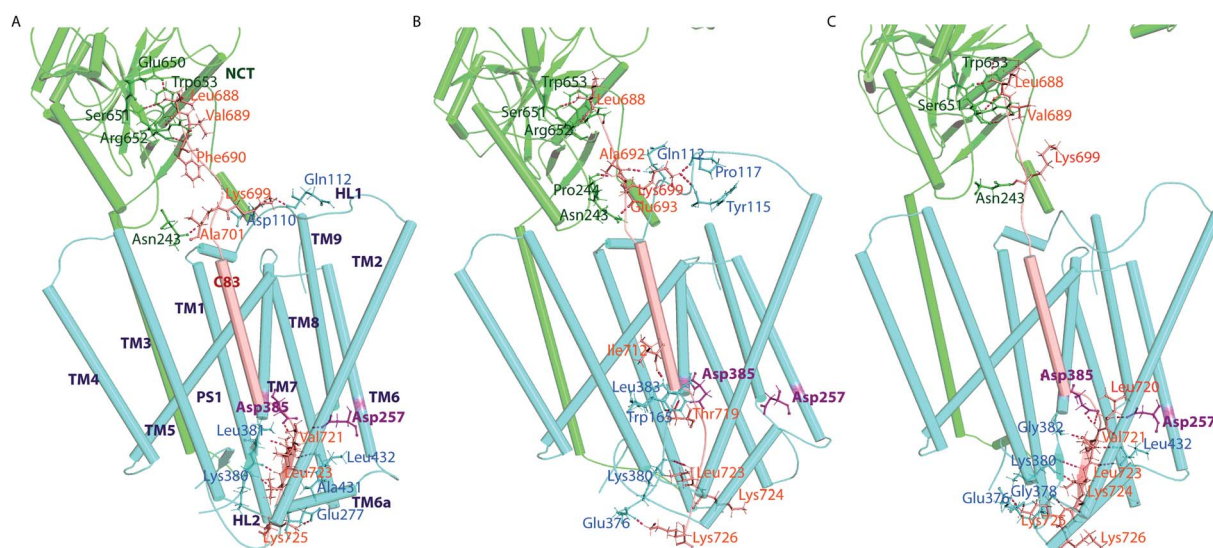 A
Glu650
Trp653
NCT
Leu688
Ser651
Val689
Arg652
Phe690
Lys699
Gln112
HL1
Asp110
Asn243
Ala701
TM9
TM2
C83
TM1
TM8
TM3
TM4
PS1
TM7
TM6
Asp385
Asp257
TM5
Leu381
Val721
Leu432
Lys380
Leu723
Ala431
TM6a
HL2
Glu277
Lys725
B
Trp653
Leu688
Ser651
Arg652
Ala692
Gln112
Pro117
Pro244
Lys699
Glu693
Asn243
Tyr115
Ile712
Asp385
Leu383
Asp257
Trp165
Thr719
Lys380
Leu723
Lys724
Glu376
Lys726
C
Trp653
Leu688
Ser651
Val689
Lys699
Asn243
Asp385
Leu720
Asp257
Gly382
Val721
Leu432
Lys380
Leu723
Glu376
Gly378
Lys724
Lys725
Lys726